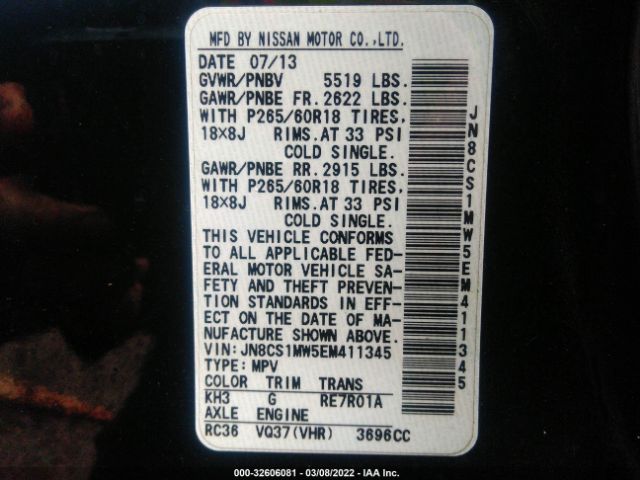 MFD BY NISSAN MOTOR CO.,LTD.
DATE 07/13
GVWR/PNBV 5519 LBS.
GAWR/PNBE FR. 2622 LBS.
WITH P265/60R18 TIRES,
18X8J RIMS.AT 33 PSI
COLD SINGLE.
GAWR/PNBE RR. 2915 LBS.
WITH P265/60R18 TIRES,
18X8J RIMS.AT 33 PSI
COLD SINGLE.
THIS VEHICLE CONFORMS
TO ALL APPLICABLE FED-
ERAL MOTOR VEHICLE SA-
FETY AND THEFT PREVEN-
TION STANDARDS IN EFF-
ECT ON THE DATE OF MA-
NUFACTURE SHOWN ABOVE.
VIN:JN8CS1MW5EM411345
TYPE:MPV
COLOR TRIM TRANS
KH3 G RE7R01A
AXLE ENGINE
RC36 VQ37(VHR) 3696CC
JN8CS1MW5EM411345
000-32606081 - 03/08/2022 - IAA Inc.